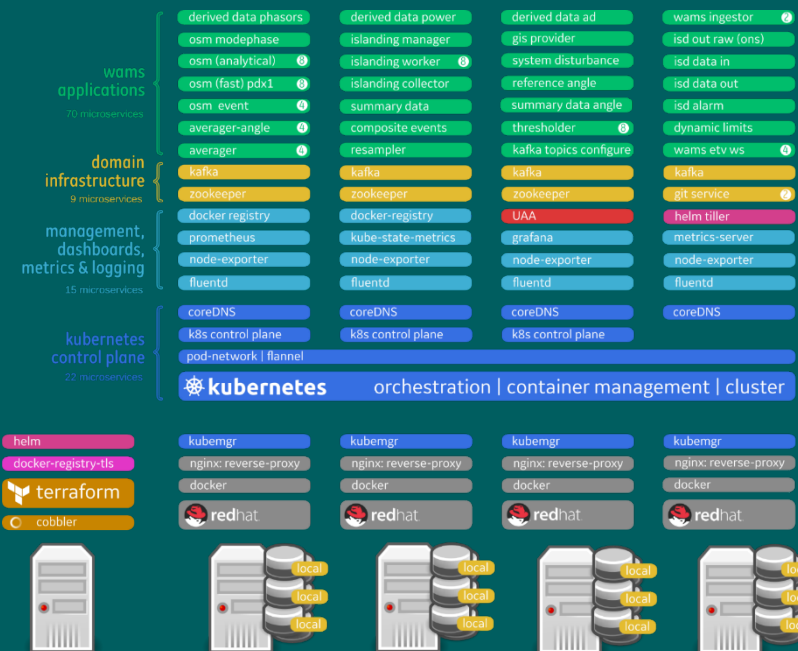 derived data phasors
derived data power
derived data ad
wams ingestor 2
osm modephase
islanding manager
gis provider
isd out raw (ons)
wams
applications
70 microservices
osm (analytical) 8
islanding worker 8
system disturbance
isd data in
osm (fast) pdx1 8
islanding collector
reference angle
isd data out
osm event 4
summary data
summary data angle
isd alarm
averager-angle 4
composite events
thresholder 8
dynamic limits
averager 4
resampler
kafka topics configure
wams etv ws 4
domain
infrastructure
9 microservices
kafka
kafka
kafka
kafka
zookeeper
zookeeper
zookeeper
git service 2
management,
dashboards,
metrics & logging
15 microservices
docker registry
docker-registry
UAA
helm tiller
prometheus
kube-state-metrics
grafana
metrics-server
node-exporter
node-exporter
node-exporter
node-exporter
fluentd
fluentd
fluentd
fluentd
kubernetes
control plane
22 microservices
coreDNS
coreDNS
coreDNS
coreDNS
k8s control plane
k8s control plane
k8s control plane
pod-network | flannel
kubernetes orchestration | container management | cluster
helm
kubemgr
kubemgr
kubemgr
kubemgr
docker-registry-tls
nginx: reverse-proxy
nginx: reverse-proxy
nginx: reverse-proxy
nginx: reverse-proxy
terraform
docker
docker
docker
docker
cobbler
redhat
redhat
redhat
redhat
local
local
local
local
local
local
local
local
local
lo
lo
lo